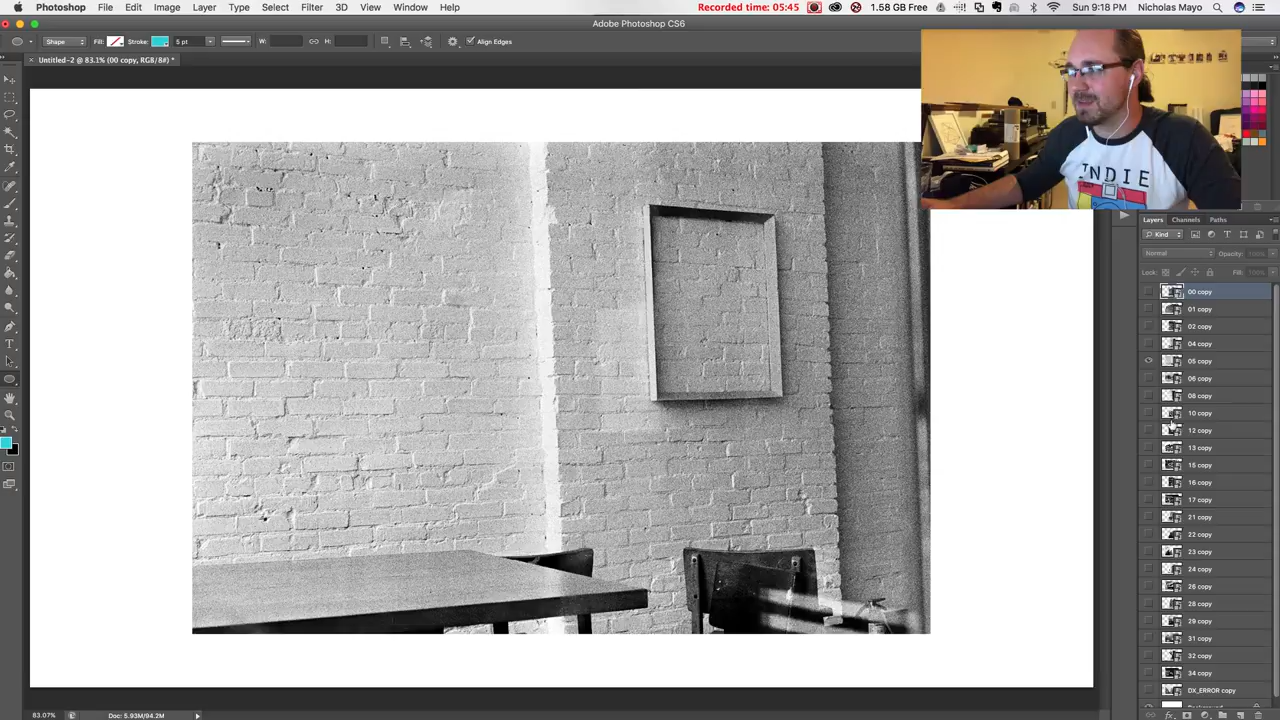 Photoshop File Edit Image Layer Type Select Filter 3D View Window Help Recorded time: 05:45 1.58 GB Free Sun 9:18 PM Nicholas Mayo
Adobe Photoshop CS6
Shape Fill: Stroke: 5 pt W: H: Align Edges
Untitled-2 @ 83.1% (00 copy, RGB/8#) *
INDIE
Layers Channels Paths
Kind
Normal Opacity: 100%
Lock: Fill: 100%
00 copy
01 copy
02 copy
04 copy
05 copy
06 copy
08 copy
10 copy
12 copy
13 copy
15 copy
16 copy
17 copy
21 copy
22 copy
23 copy
24 copy
26 copy
28 copy
29 copy
31 copy
32 copy
34 copy
DX_ERROR copy
Background
83.07% Doc: 5.93M/94.2M